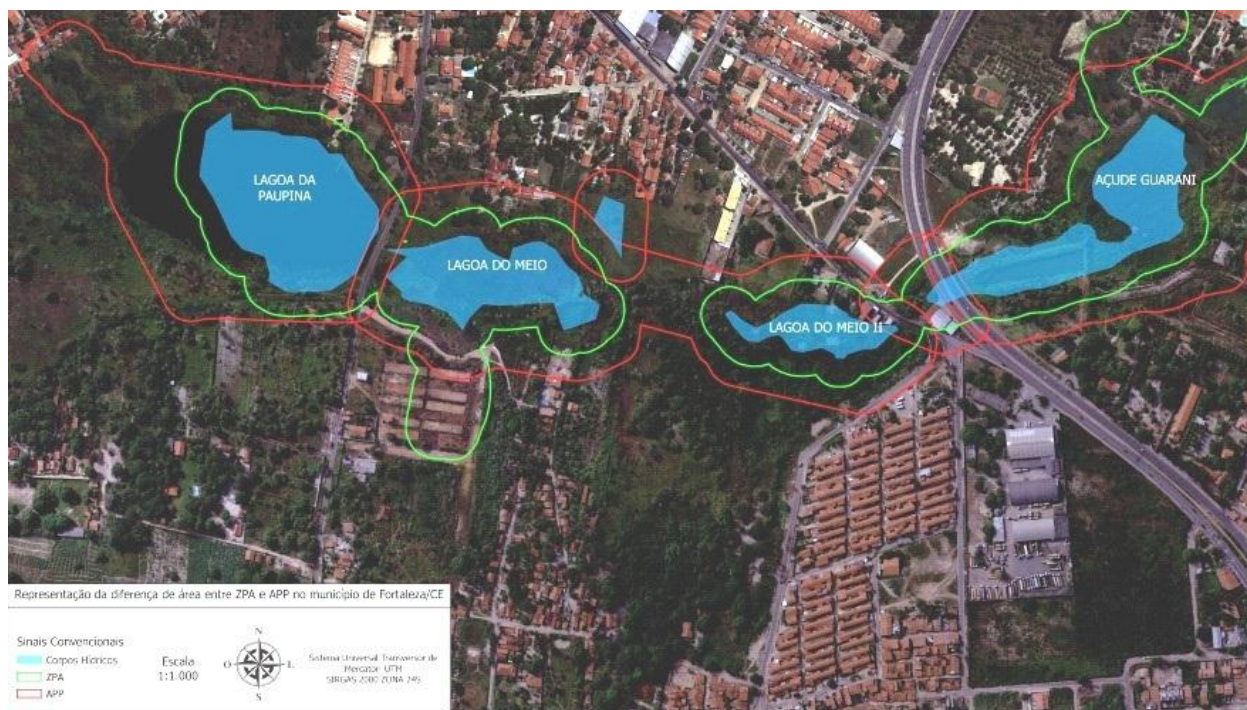 LAGOA DA
PAUPINA
LAGOA DO MEIO
LAGOA DO MEIO II
AÇUDE GUARANI
Representação da diferença de área entre ZPA e APP no município de Fortaleza/CE
Sinais Convencionais
Corpos Hídricos
ZPA
APP
Escala
1:1.000
N
O
L
S
Sistema Universal Transversor de
Mercator UTM
SIRGAS 2000 ZONA 24S